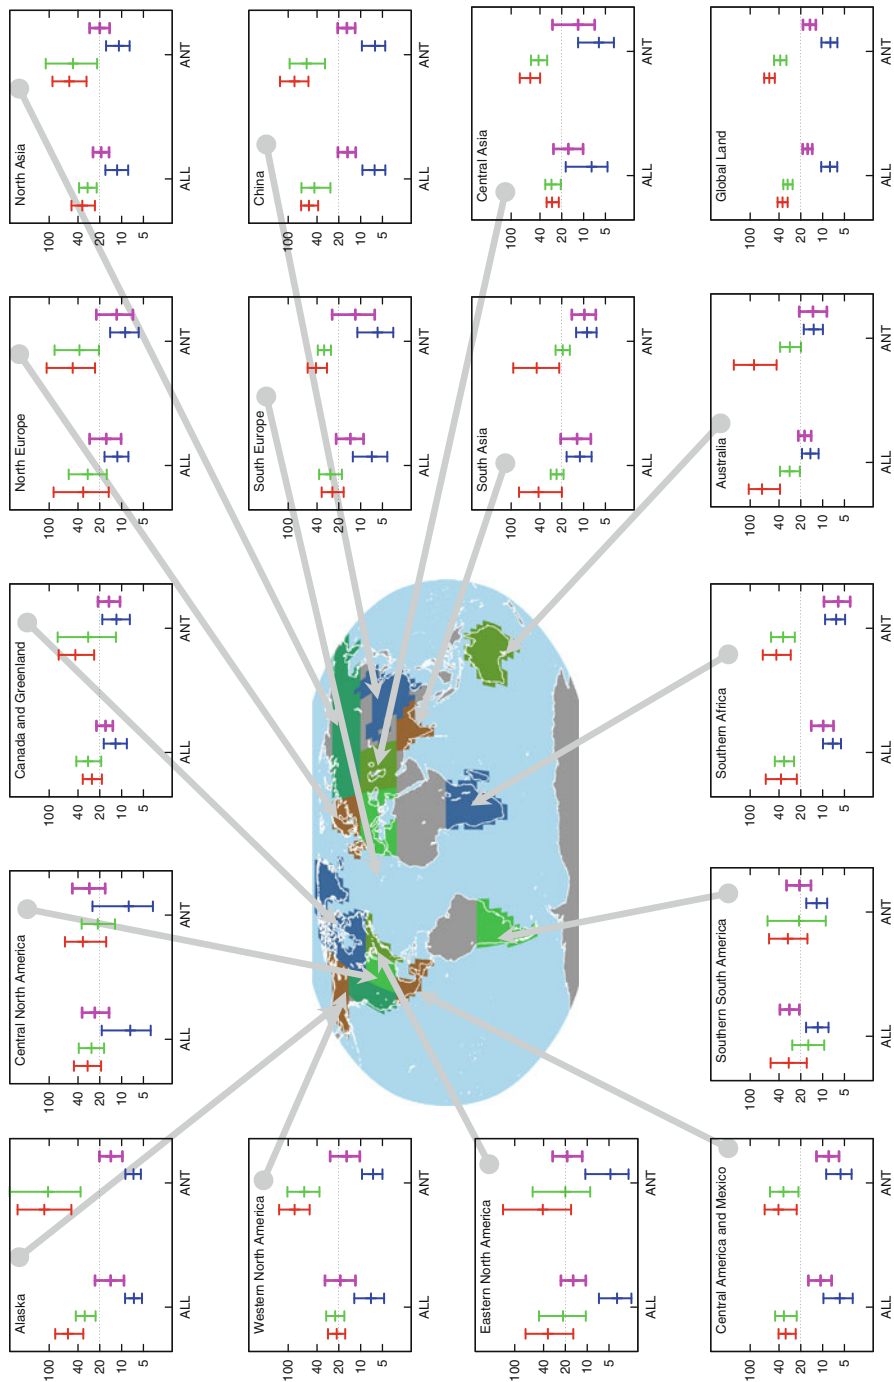 Alaska
100
40
20
10
5
ALL ANT
Central North America
100
40
20
10
5
ALL ANT
Canada and Greenland
100
40
20
10
5
ALL ANT
North Europe
100
40
20
10
5
ALL ANT
North Asia
100
40
20
10
5
ALL ANT
Western North America
100
40
20
10
5
ALL ANT
South Europe
100
40
20
10
5
ALL ANT
China
100
40
20
10
5
ALL ANT
Eastern North America
100
40
20
10
5
ALL ANT
South Asia
100
40
20
10
5
ALL ANT
Central Asia
100
40
20
10
5
ALL ANT
Central America and Mexico
100
40
20
10
5
ALL ANT
Southern South America
100
40
20
10
5
ALL ANT
Southern Africa
100
40
20
10
5
ALL ANT
Australia
100
40
20
10
5
ALL ANT
Global Land
100
40
20
10
5
ALL ANT